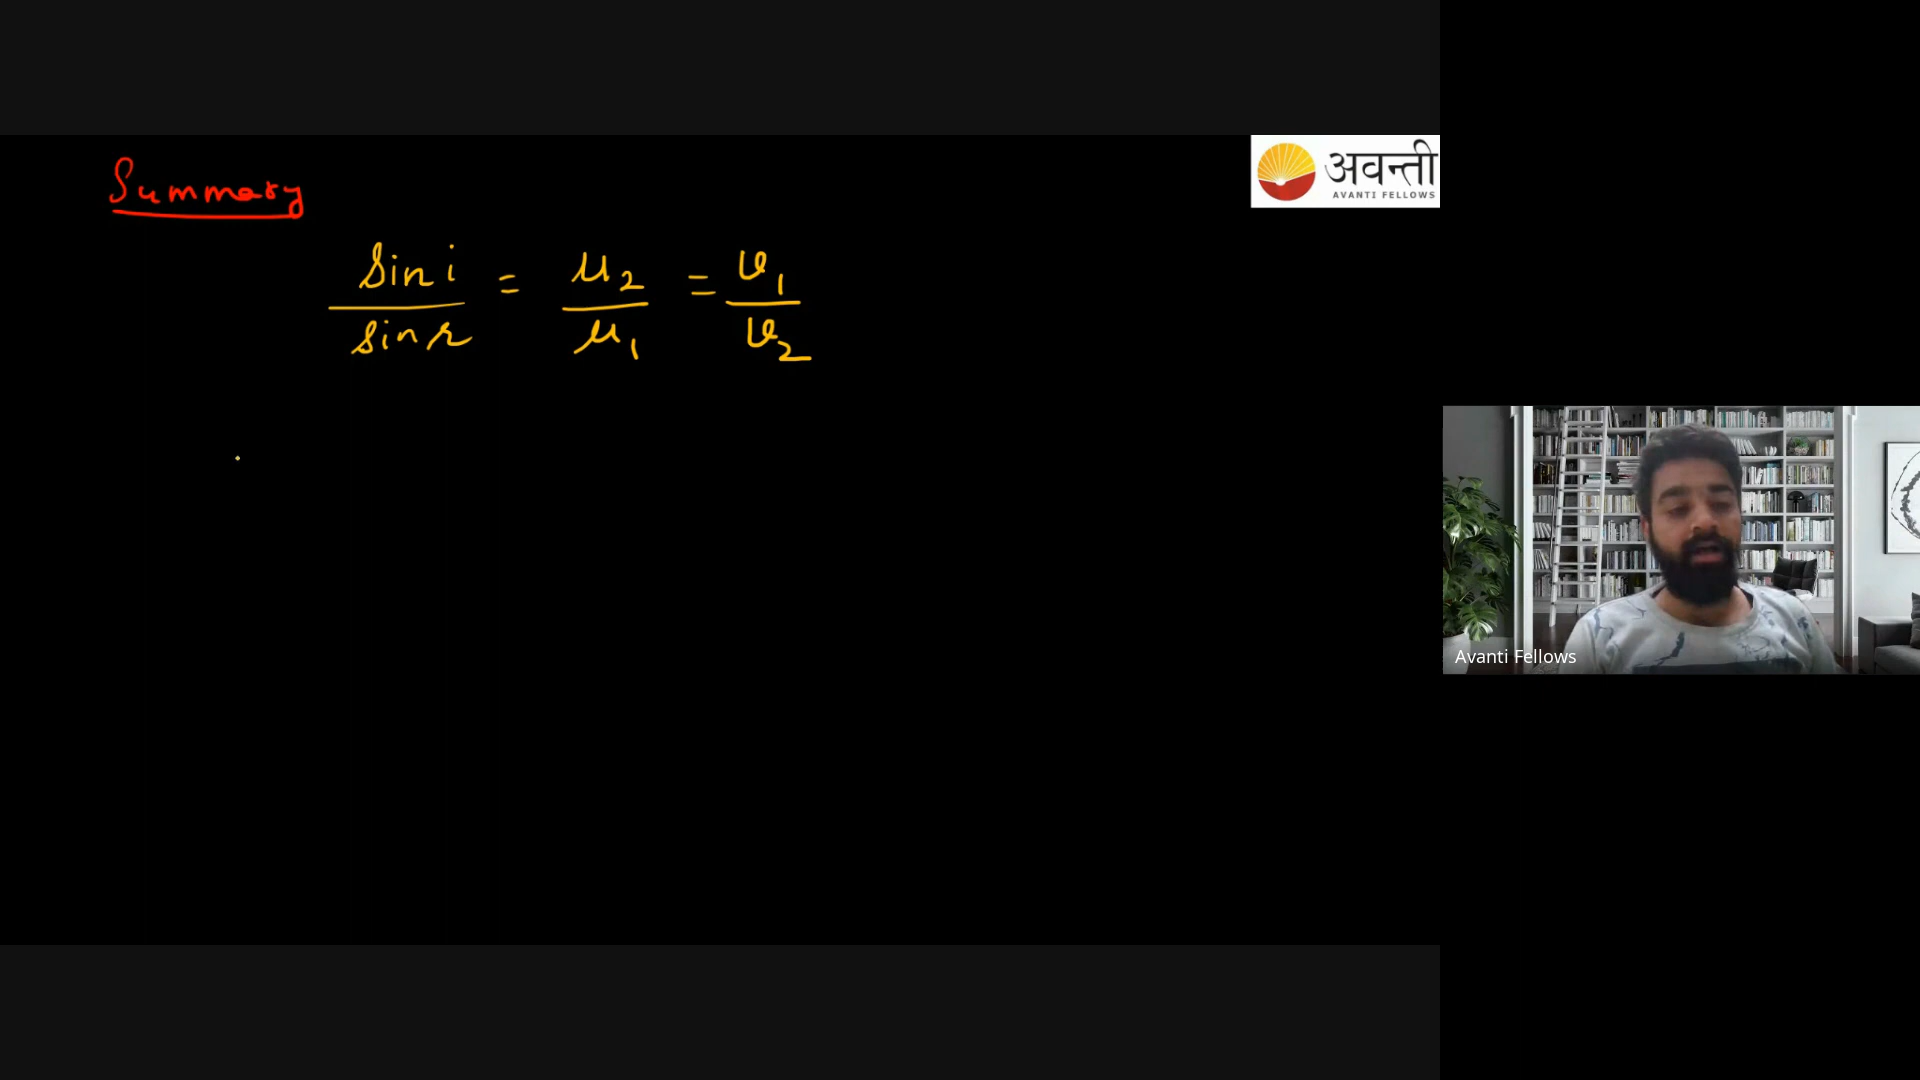 Summary
अवन्ती
AVANTI FELLOWS
sin i / sin r = μ₂ / μ₁ = v₁ / v₂
Avanti Fellows